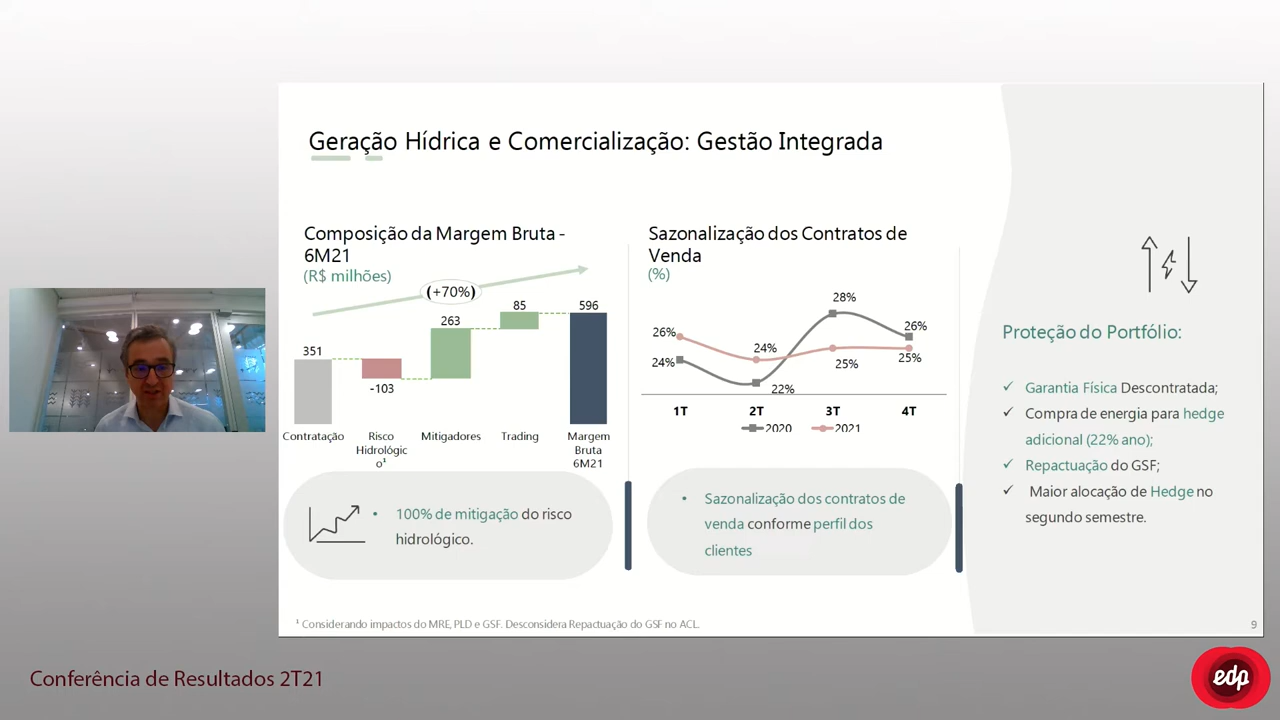 Geração Hídrica e Comercialização: Gestão Integrada
Composição da Margem Bruta -
6M21
(R$ milhões)
(+70%)
351
-103
263
85
596
Contratação
Risco
Hidrológic
o¹
Mitigadores
Trading
Margem
Bruta
6M21
100% de mitigação do risco
hidrológico.
Sazonalização dos Contratos de
Venda
(%)
28%
26%
26%
24%
24%
25%
25%
22%
1T
2T
3T
4T
2020
2021
Sazonalização dos contratos de
venda conforme perfil dos
clientes
Proteção do Portfólio:
Garantia Física Descontratada;
Compra de energia para hedge
adicional (22% ano);
Repactuação do GSF;
Maior alocação de Hedge no
segundo semestre.
¹ Considerando impactos do MRE, PLD e GSF. Desconsidera Repactuação do GSF no ACL.
9
Conferência de Resultados 2T21
edp